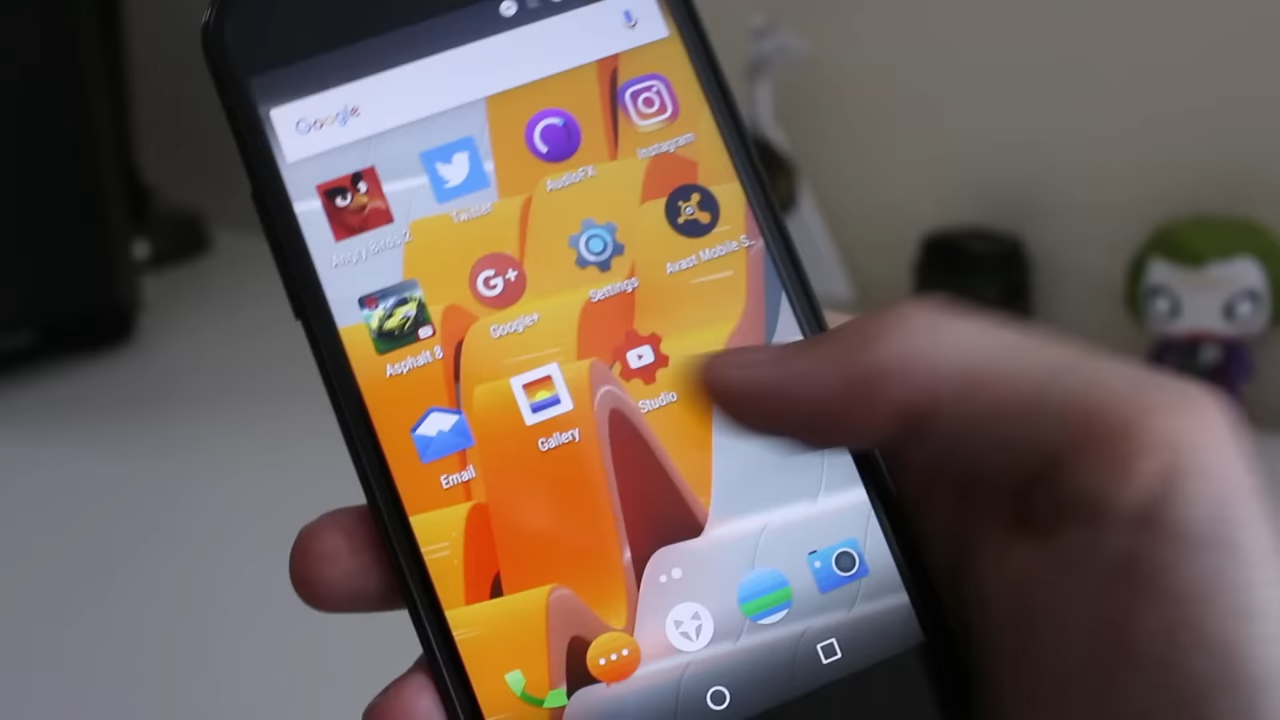 Google
Angry Birds 2
Twitter
AudioFX
Instagram
Asphalt 8
G+
Google+
Settings
Avast Mobile S..
Email
Gallery
Studio